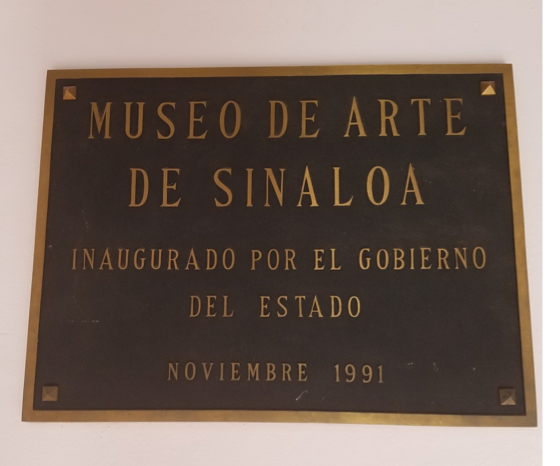 MUSEO DE ARTE
DE SINALOA
INAUGURADO POR EL GOBIERNO
DEL ESTADO
NOVIEMBRE 1991